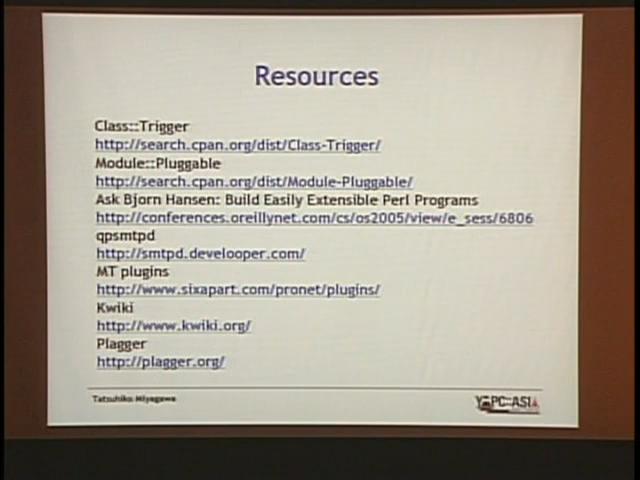 Resources
Class::Trigger
http://search.cpan.org/dist/Class-Trigger/
Module::Pluggable
http://search.cpan.org/dist/Module-Pluggable/
Ask Bjorn Hansen: Build Easily Extensible Perl Programs
http://conferences.oreillynet.com/cs/os2005/view/e_sess/6806
qpsmtpd
http://smtpd.develooper.com/
MT plugins
http://www.sixapart.com/pronet/plugins/
Kwiki
http://www.kwiki.org/
Plagger
http://plagger.org/
Tatsuhiko Miyagawa
YAPC::ASIA